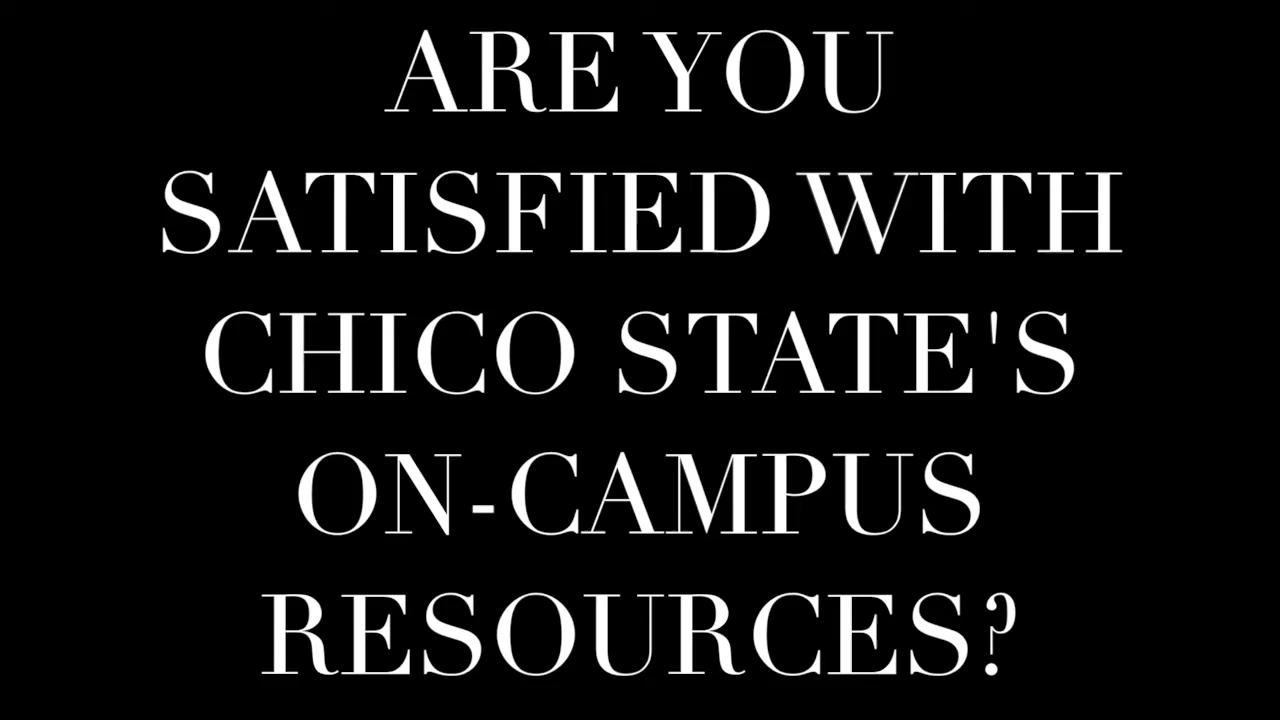 ARE YOU
SATISFIED WITH
CHICO STATE'S
ON-CAMPUS
RESOURCES?